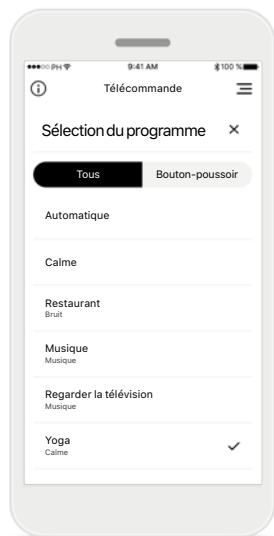 PH 9:41 AM 100 %
Télécommande
Sélection du programme
Tous Bouton-poussoir
Automatique
Calme
Restaurant
Bruit
Musique
Musique
Regarder la télévision
Musique
Yoga
Calme